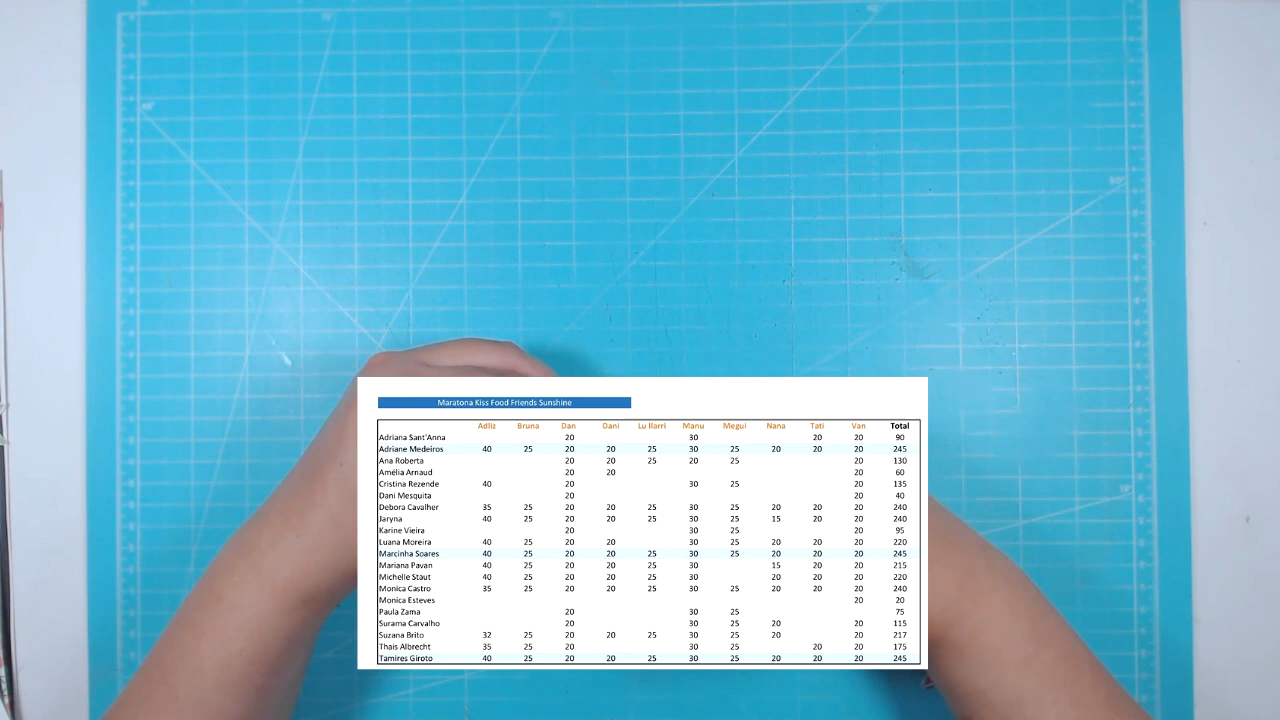 Maratona Kiss Food Friends Sunshine
Adliz Bruna Dan Dani Lu Ilarri Manu Megui Nana Tati Van Total
Adriana Sant'Anna 20 30 20 20 90
Adriane Medeiros 40 25 20 20 25 30 25 20 20 20 245
Ana Roberta 20 20 25 20 25 20 130
Amélia Arnaud 20 20 20 60
Cristina Rezende 40 20 30 25 20 135
Dani Mesquita 20 20 40
Debora Cavalher 35 25 20 20 25 30 25 20 20 20 240
Jaryna 40 25 20 20 25 30 25 15 20 20 240
Karine Vieira 20 30 25 20 95
Luana Moreira 40 25 20 20 30 25 20 20 20 220
Marcinha Soares 40 25 20 20 25 30 25 20 20 20 245
Mariana Pavan 40 25 20 20 25 30 15 20 20 215
Michelle Staut 40 25 20 20 25 30 20 20 20 220
Monica Castro 35 25 20 20 25 30 25 20 20 20 240
Monica Esteves 20 20
Paula Zama 20 30 25 75
Surama Carvalho 20 30 25 20 20 115
Suzana Brito 32 25 20 20 25 30 25 20 20 217
Thais Albrecht 35 25 20 30 25 20 20 175
Tamires Giroto 40 25 20 20 25 30 25 20 20 20 245